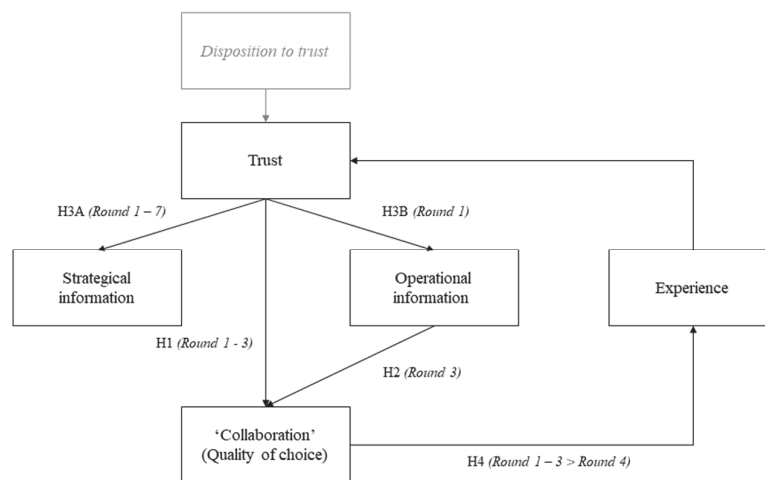 Disposition to trust
Trust
H3A (Round 1 – 7)
H3B (Round 1)
Strategical
information
Operational
information
Experience
H1 (Round 1 - 3)
H2 (Round 3)
‘Collaboration’
(Quality of choice)
H4 (Round 1 – 3 > Round 4)